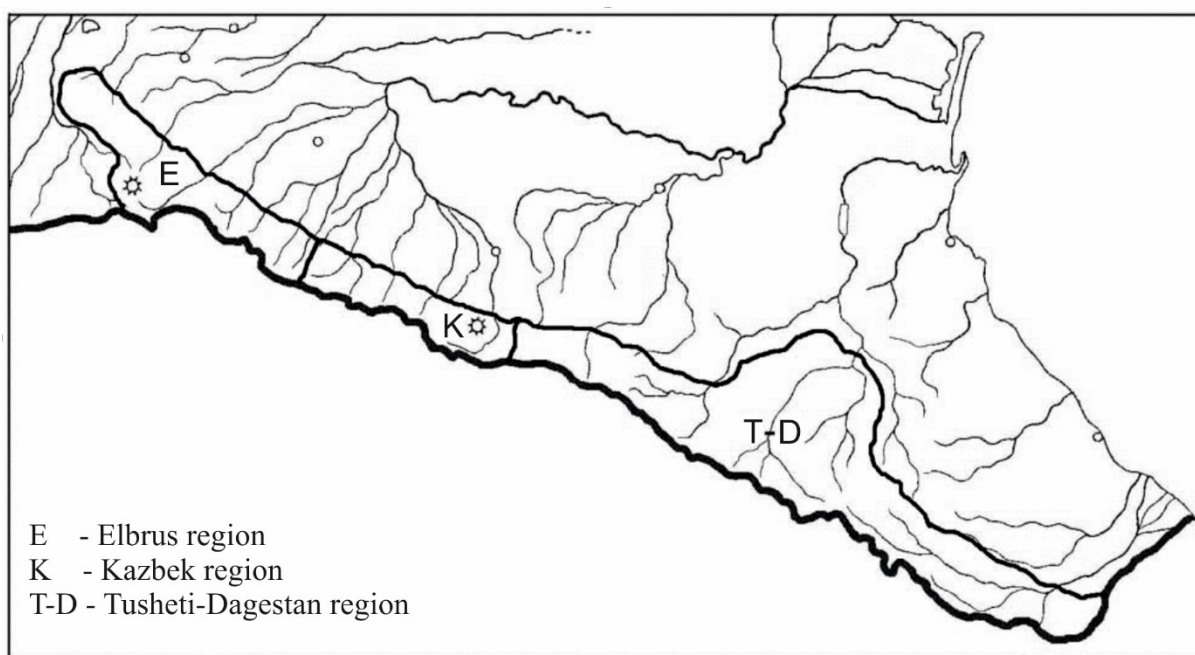 E
K
T-D
E - Elbrus region
K - Kazbek region
T-D - Tusheti-Dagestan region